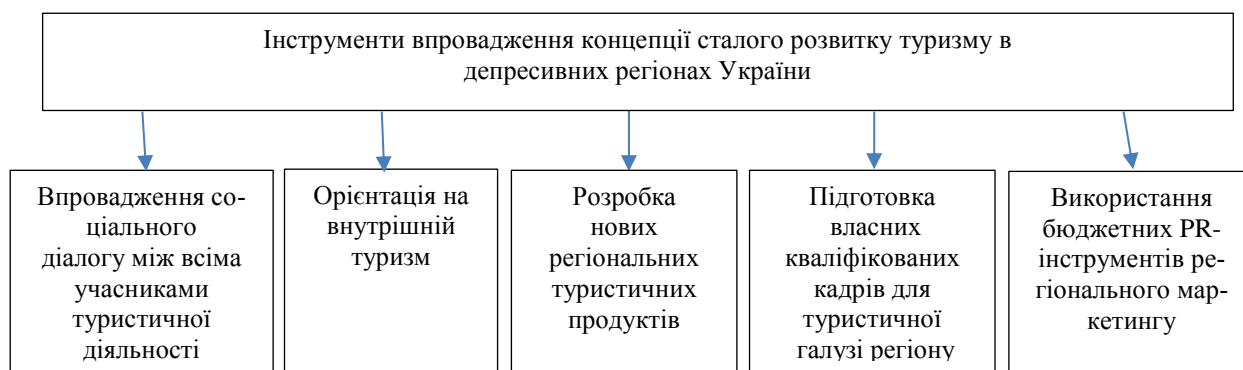 Інструменти впровадження концепції сталого розвитку туризму в
депресивних регіонах України
Впровадження со-
ціального
діалогу між всіма
учасниками
туристичної
діяльності
Орієнтація на
внутрішній
туризм
Розробка
нових
регіональних
туристичних
продуктів
Підготовка
власних
кваліфікованих
кадрів для
туристичної
галузі регіону
Використання
бюджетних PR-
інструментів ре-
гіонального мар-
кетингу